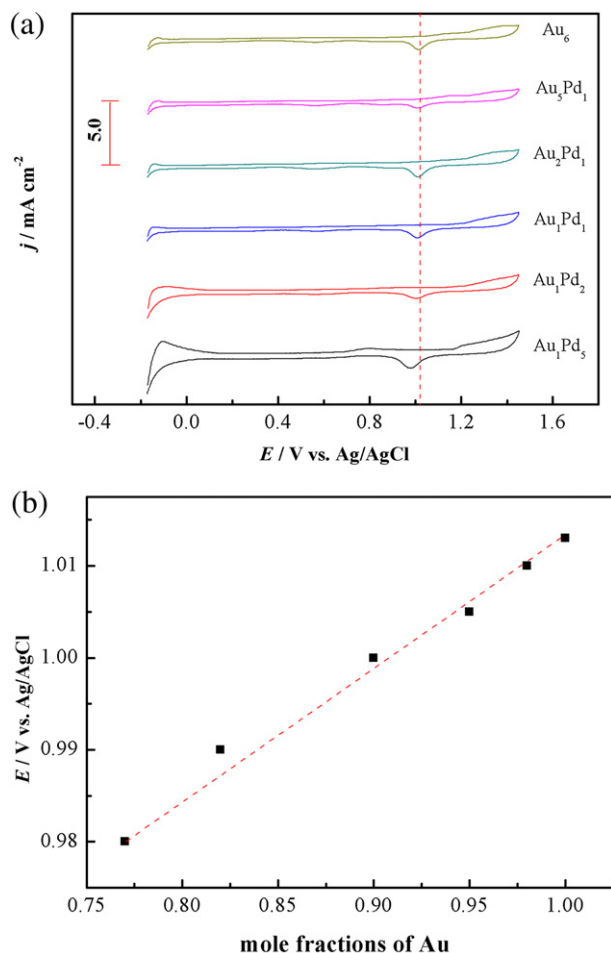 (a)
Au₆
Au₅Pd₁
5.0
Au₂Pd₁
j / mA cm⁻²
Au₁Pd₁
Au₁Pd₂
Au₁Pd₅
-0.4 0.0 0.4 0.8 1.2 1.6
E / V vs. Ag/AgCl
(b)
1.01
1.00
0.99
0.98
E / V vs. Ag/AgCl
0.75 0.80 0.85 0.90 0.95 1.00
mole fractions of Au